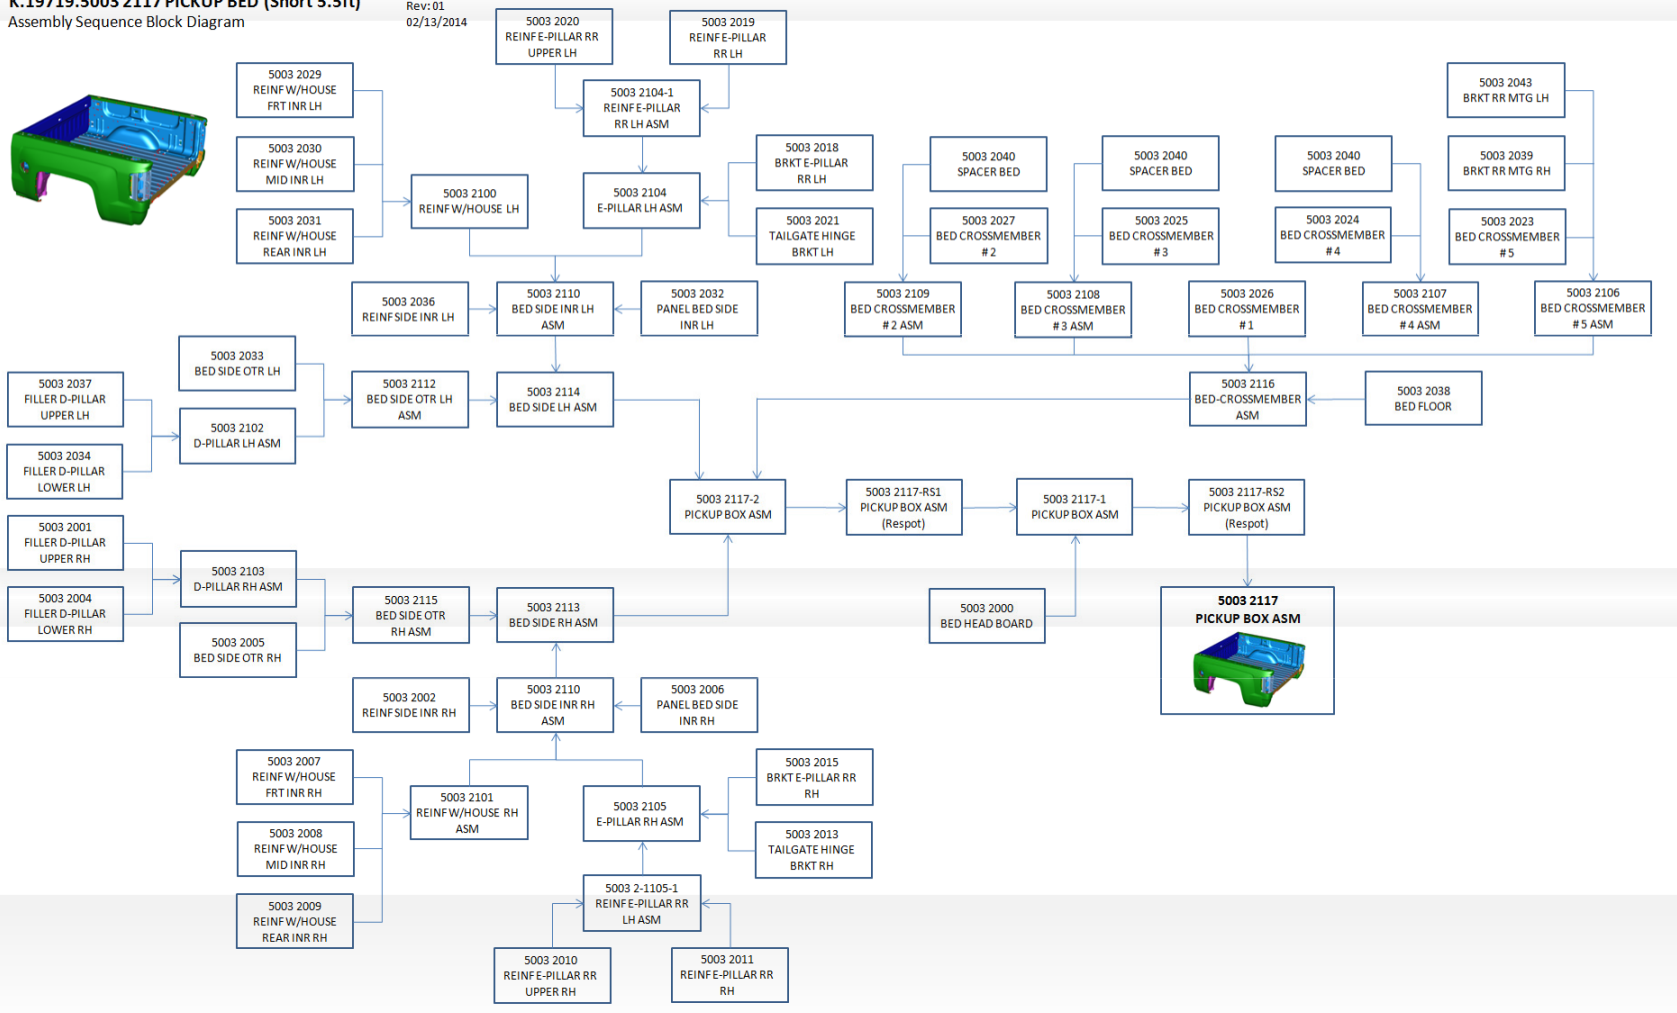 K.19719.5003 2117 PICKUP BED (Short 5.5ft)
Assembly Sequence Block Diagram
Rev: 01
02/13/2014
5003 2020
REINF E-PILLAR RR
UPPER LH
5003 2019
REINF E-PILLAR
RR LH
5003 2029
REINF W/HOUSE
FRT INR LH
5003 2104-1
REINF E-PILLAR
RR LH ASM
5003 2043
BRKT RR MTG LH
5003 2030
REINF W/HOUSE
MID INR LH
5003 2018
BRKT E-PILLAR
RR LH
5003 2040
SPACER BED
5003 2040
SPACER BED
5003 2040
SPACER BED
5003 2039
BRKT RR MTG RH
5003 2100
REINF W/HOUSE LH
5003 2104
E-PILLAR LH ASM
5003 2031
REINF W/HOUSE
REAR INR LH
5003 2021
TAILGATE HINGE
BRKT LH
5003 2027
BED CROSSMEMBER
#2
5003 2025
BED CROSSMEMBER
#3
5003 2024
BED CROSSMEMBER
#4
5003 2023
BED CROSSMEMBER
#5
5003 2036
REINF SIDE INR LH
5003 2110
BED SIDE INR LH
ASM
5003 2032
PANEL BED SIDE
INR LH
5003 2109
BED CROSSMEMBER
#2 ASM
5003 2108
BED CROSSMEMBER
#3 ASM
5003 2026
BED CROSSMEMBER
#1
5003 2107
BED CROSSMEMBER
#4 ASM
5003 2106
BED CROSSMEMBER
#5 ASM
5003 2033
BED SIDE OTR LH
5003 2037
FILLER D-PILLAR
UPPER LH
5003 2112
BED SIDE OTR LH
ASM
5003 2114
BED SIDE LH ASM
5003 2116
BED-CROSSMEMBER
ASM
5003 2038
BED FLOOR
5003 2102
D-PILLAR LH ASM
5003 2034
FILLER D-PILLAR
LOWER LH
5003 2117-2
PICKUP BOX ASM
5003 2117-RS1
PICKUP BOX ASM
(Respot)
5003 2117-1
PICKUP BOX ASM
5003 2117-RS2
PICKUP BOX ASM
(Respot)
5003 2001
FILLER D-PILLAR
UPPER RH
5003 2103
D-PILLAR RH ASM
5003 2004
FILLER D-PILLAR
LOWER RH
5003 2115
BED SIDE OTR
RH ASM
5003 2113
BED SIDE RH ASM
5003 2000
BED HEAD BOARD
5003 2117
PICKUP BOX ASM
5003 2005
BED SIDE OTR RH
5003 2002
REINF SIDE INR RH
5003 2110
BED SIDE INR RH
ASM
5003 2006
PANEL BED SIDE
INR RH
5003 2007
REINF W/HOUSE
FRT INR RH
5003 2015
BRKT E-PILLAR RR
RH
5003 2101
REINF W/HOUSE RH
ASM
5003 2105
E-PILLAR RH ASM
5003 2008
REINF W/HOUSE
MID INR RH
5003 2013
TAILGATE HINGE
BRKT RH
5003 2-1105-1
REINF E-PILLAR RR
LH ASM
5003 2009
REINF W/HOUSE
REAR INR RH
5003 2010
REINF E-PILLAR RR
UPPER RH
5003 2011
REINF E-PILLAR RR
RH